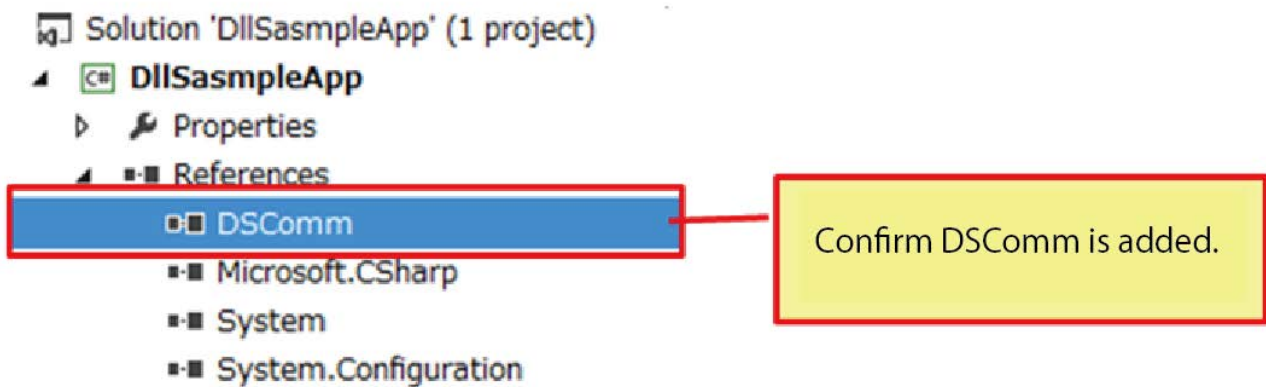 Solution 'DllSasmpleApp' (1 project)
C# DllSasmpleApp
Properties
References
DSComm
Confirm DSComm is added.
Microsoft.CSharp
System
System.Configuration